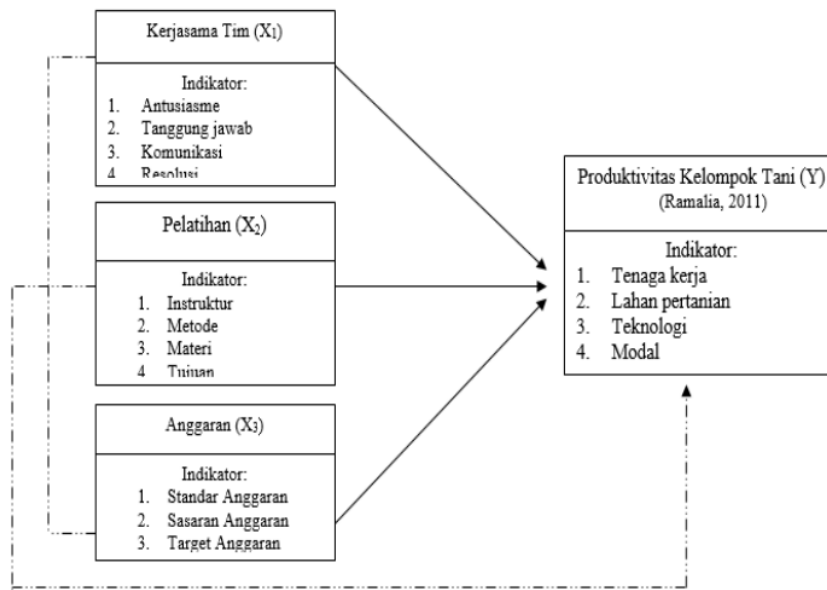 Kerjasama Tim (X₁)
Indikator:
1. Antusiasme
2. Tanggung jawab
3. Komunikasi
4 Resolusi
Pelatihan (X₂)
Indikator:
1. Instruktur
2. Metode
3. Materi
4 Tujuan
Anggaran (X₃)
Indikator:
1. Standar Anggaran
2. Sasaran Anggaran
3. Target Anggaran
Produktivitas Kelompok Tani (Y)
(Ramalia, 2011)
Indikator:
1. Tenaga kerja
2. Lahan pertanian
3. Teknologi
4. Modal